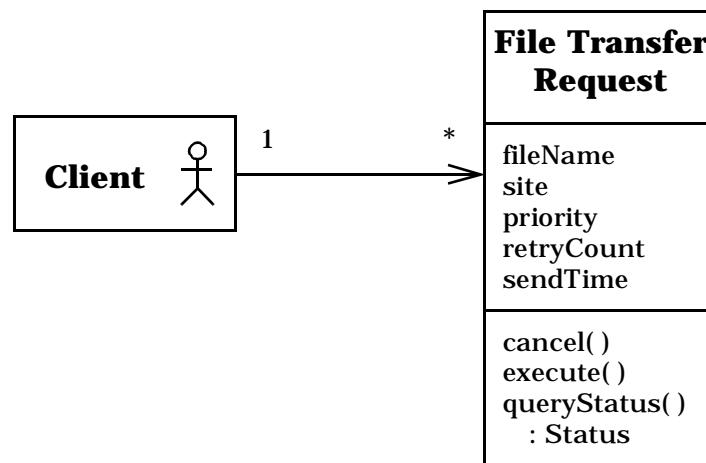 File Transfer
Request
Client
1
*
fileName
site
priority
retryCount
sendTime
cancel( )
execute( )
queryStatus( )
: Status